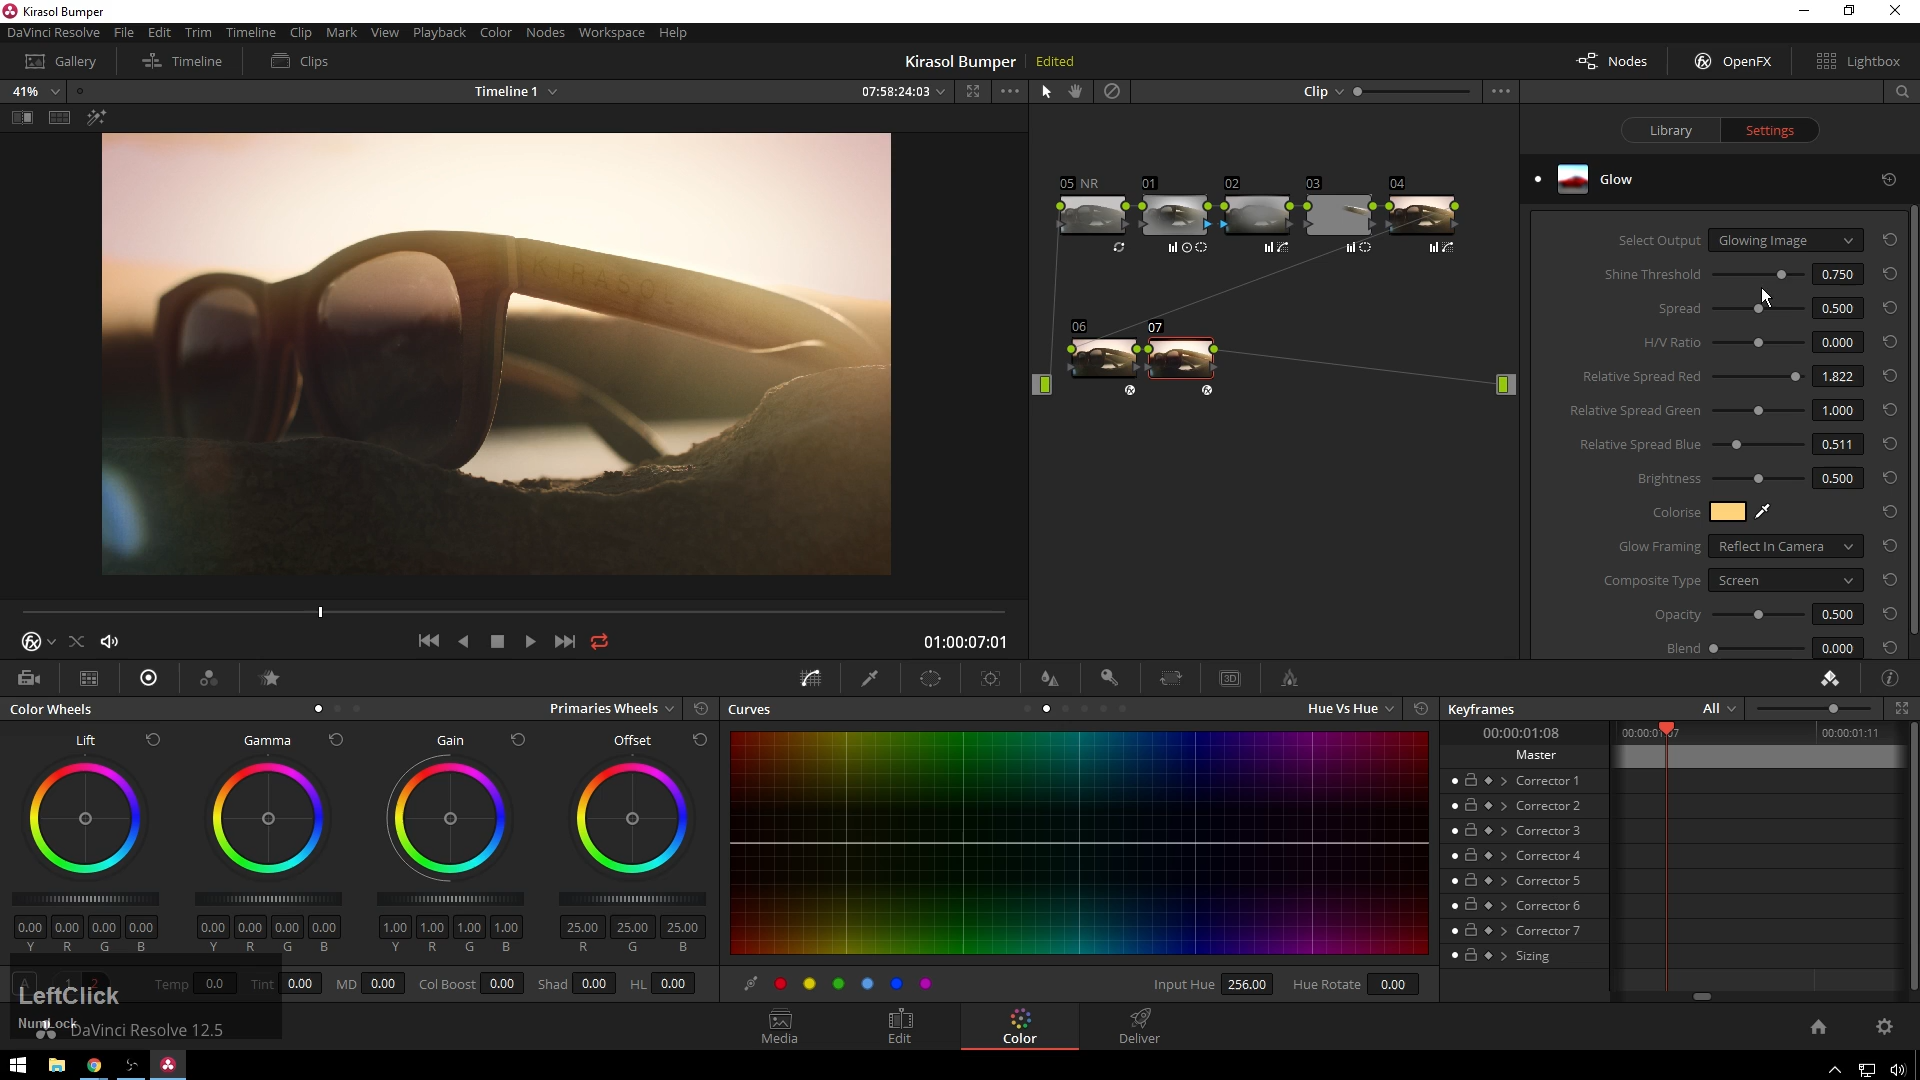 Kirasol Bumper
DaVinci Resolve File Edit Trim Timeline Clip Mark View Playback Color Nodes Workspace Help
Gallery Timeline Clips Kirasol Bumper Edited Nodes OpenFX Lightbox
41% Timeline 1 07:58:24:03 Clip
Library Settings
Glow
05 NR 01 02 03 04
06 07
KIRASOL
Select Output Glowing Image
Shine Threshold 0.750
Spread 0.500
H/V Ratio 0.000
Relative Spread Red 1.822
Relative Spread Green 1.000
Relative Spread Blue 0.511
Brightness 0.500
Colorise
Glow Framing Reflect In Camera
Composite Type Screen
Opacity 0.500
Blend 0.000
01:00:07:01
3D
Color Wheels Primaries Wheels
Lift Gamma Gain Offset
0.00 0.00 0.00 0.00 0.00 0.00 0.00 0.00 1.00 1.00 1.00 1.00 25.00 25.00 25.00
Y R G B Y R G B Y R G B R G B
A 1 2 Temp 0.0 Tint 0.00 MD 0.00 Col Boost 0.00 Shad 0.00 HL 0.00
Curves Hue Vs Hue
Input Hue 256.00 Hue Rotate 0.00
Keyframes All
00:00:01:08 00:00:01:07 00:00:01:11
Master
Corrector 1
Corrector 2
Corrector 3
Corrector 4
Corrector 5
Corrector 6
Corrector 7
Sizing
LeftClick
NumLock
DaVinci Resolve 12.5
Media Edit Color Deliver